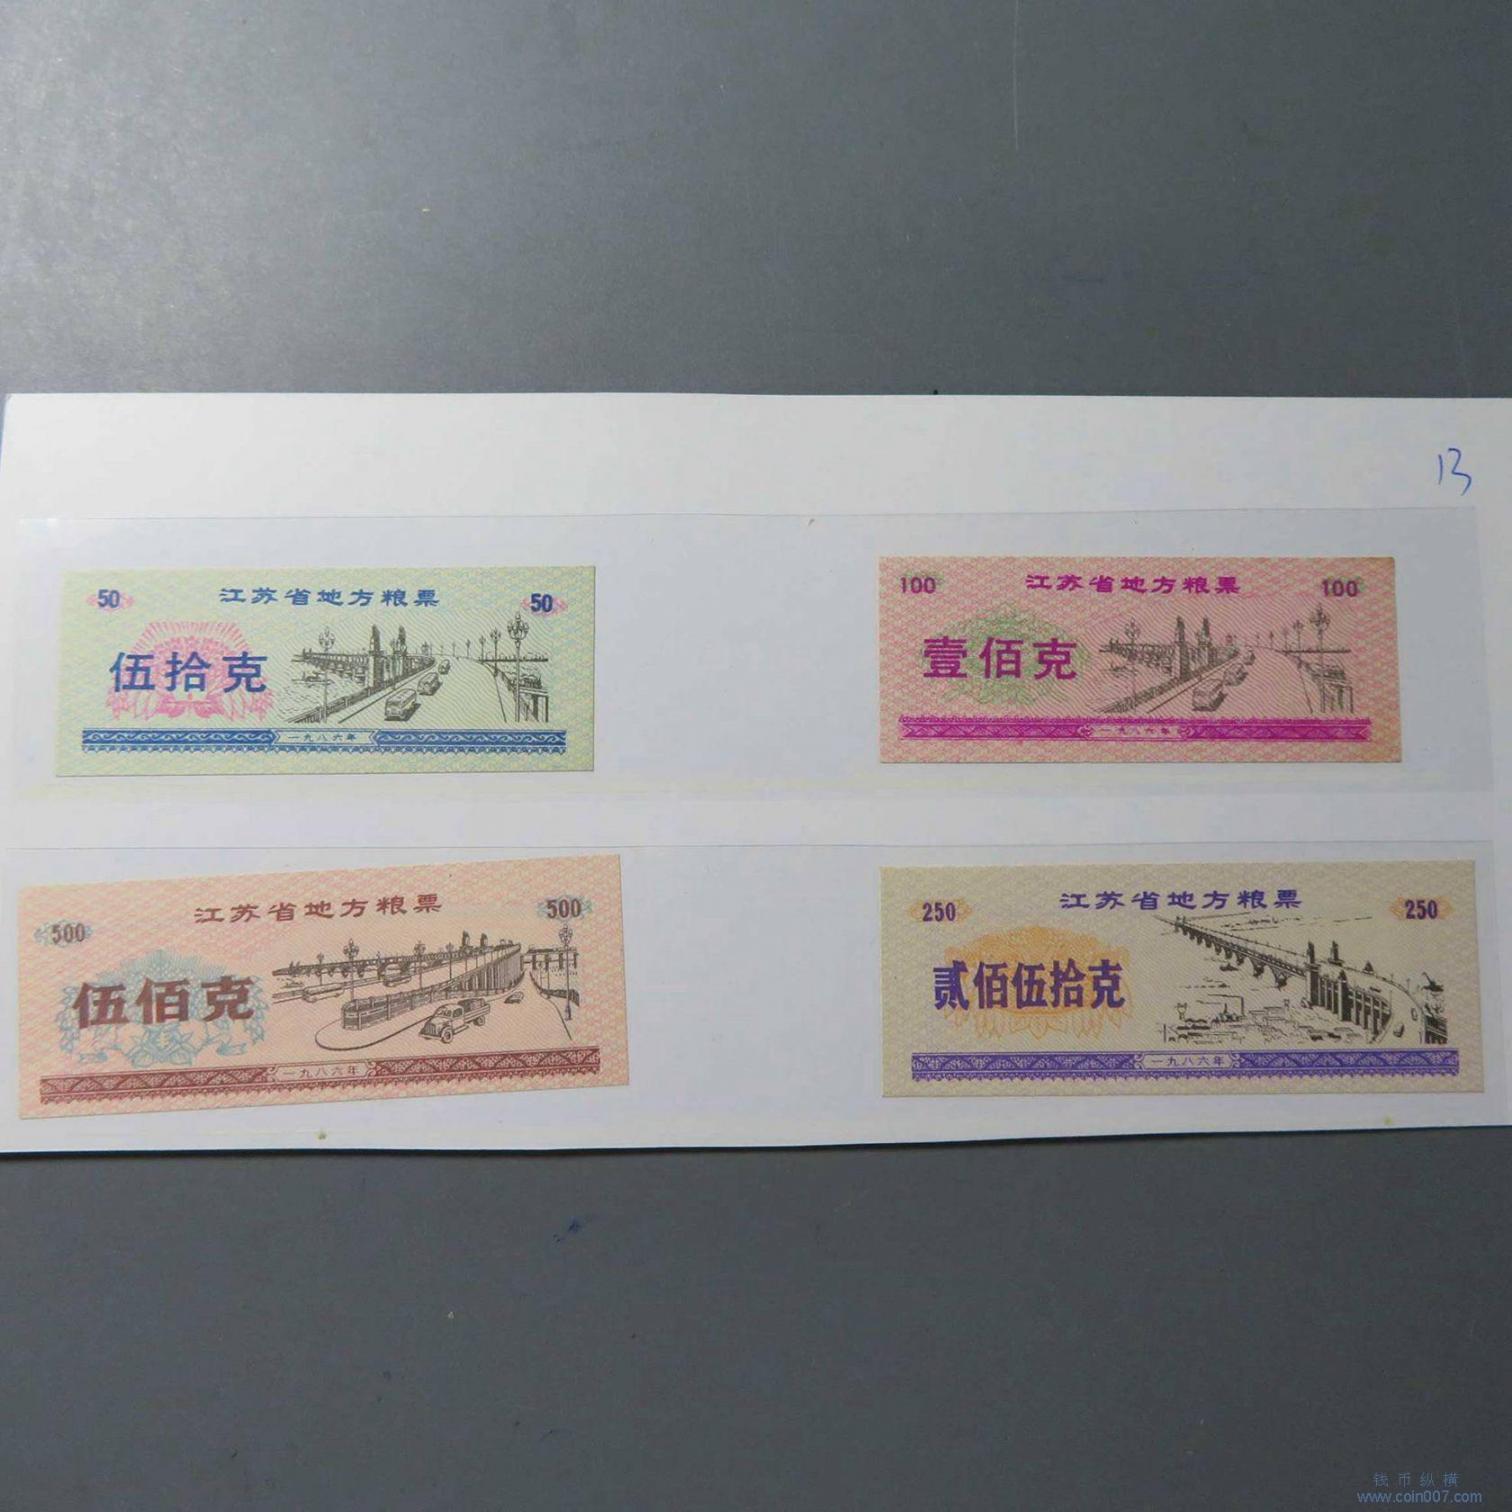 13
50 江苏省地方粮票 50
伍拾克
一九八六年
100 江苏省地方粮票 100
壹佰克
一九八六年
500 江苏省地方粮票 500
伍佰克
一九八六年
250 江苏省地方粮票 250
贰佰伍拾克
一九八六年
钱币纵横
www.coin007.com